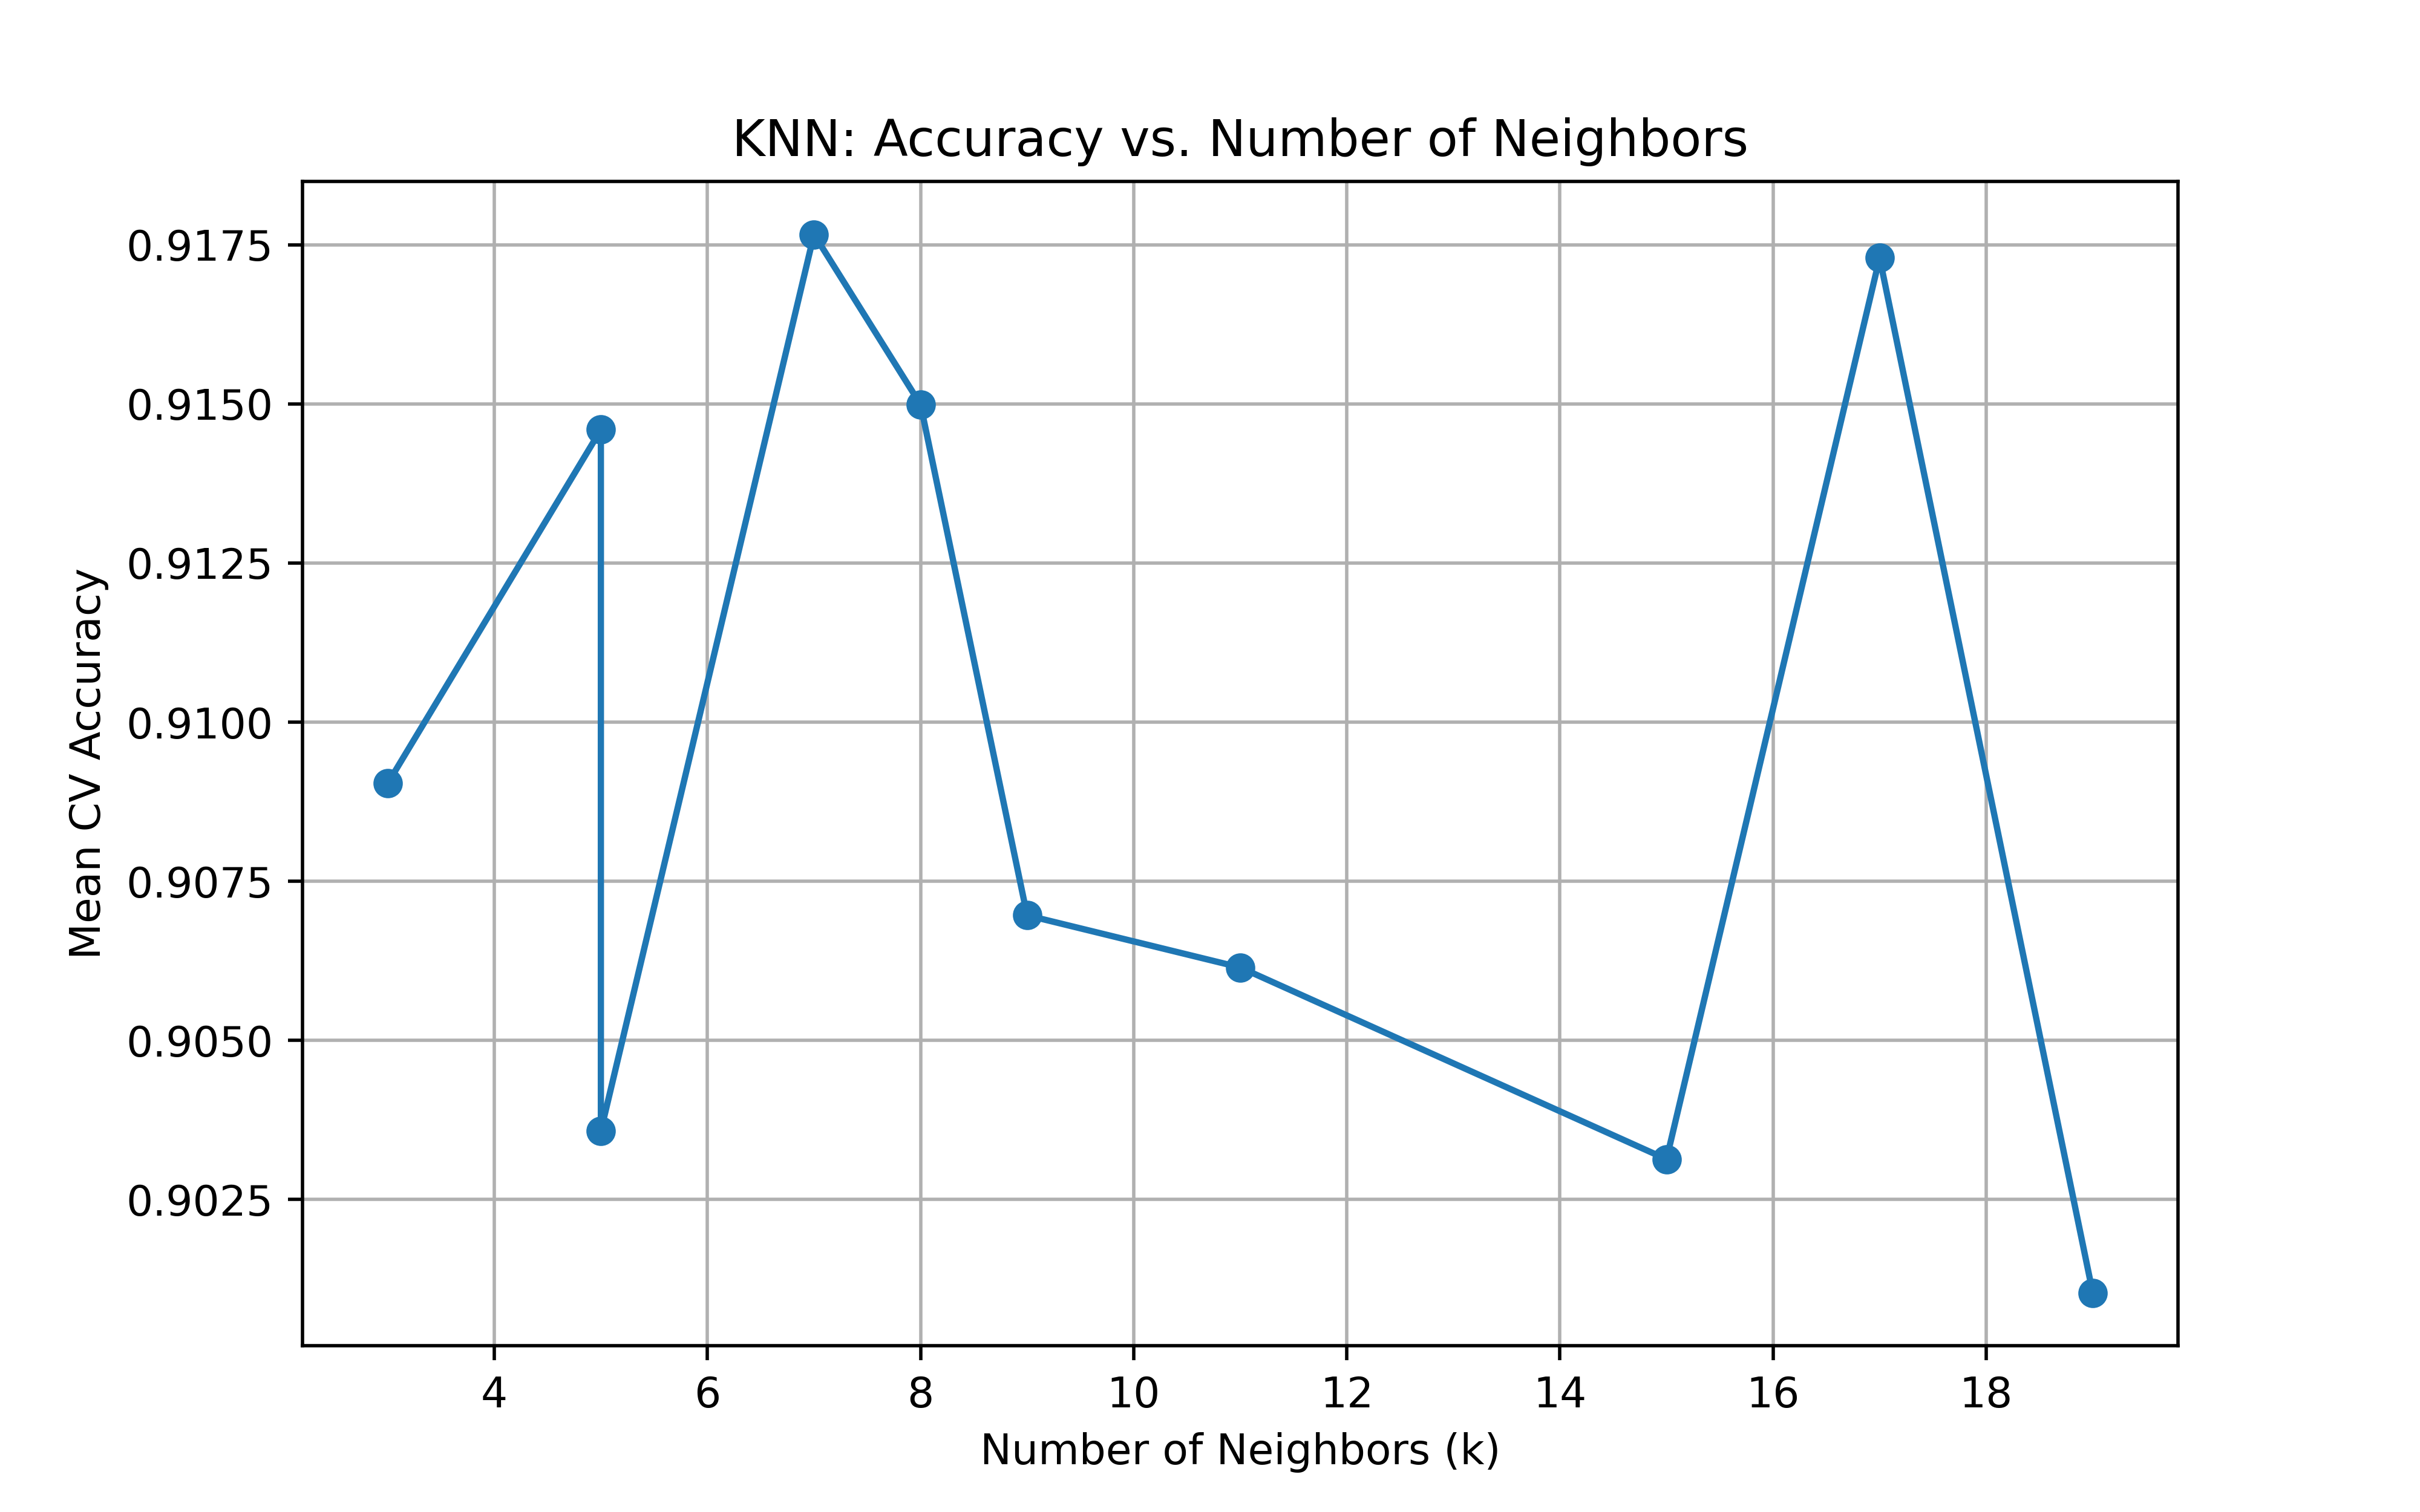 KNN: Accuracy vs. Number of Neighbors
Mean CV Accuracy
0.9175
0.9150
0.9125
0.9100
0.9075
0.9050
0.9025
4 6 8 10 12 14 16 18
Number of Neighbors (k)